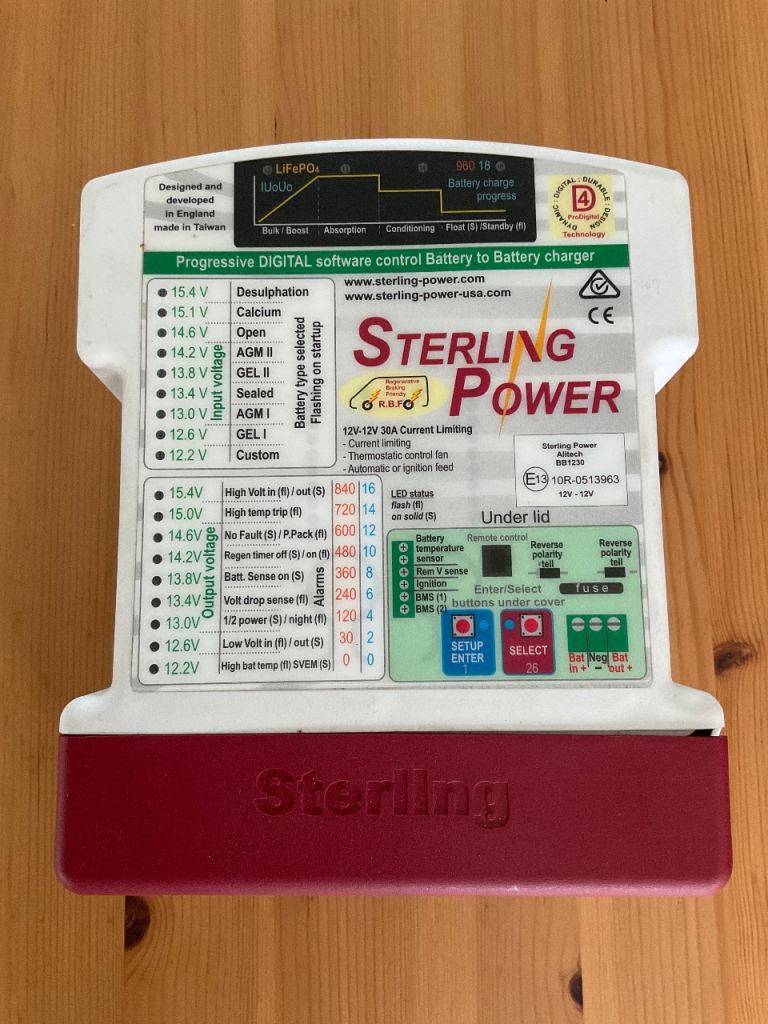 LiFePO₄
960 18
IUoUo
Battery charge
progress
Bulk / Boost Absorption Conditioning Float (S) /Standby (fl)
Designed and
developed
in England
made in Taiwan
DYNAMIC : DIGITAL : DURABLE : DESIGN
D4
ProDigital
Technology
Progressive DIGITAL software control Battery to Battery charger
15.4 V Desulphation
15.1 V Calcium
14.6 V Open
14.2 V AGM II
13.8 V GEL II
13.4 V Sealed
13.0 V AGM I
12.6 V GEL I
12.2 V Custom
Input voltage
Battery type selected
Flashing on startup
www.sterling-power.com
www.sterling-power-usa.com
CE
STERLING
POWER
Regenerative
Braking
Friendly
R.B.F
12V-12V 30A Current Limiting
- Current limiting
- Thermostatic control fan
- Automatic or ignition feed
Sterling Power
Alitech
BB1230
E13 10R-0513963
12V - 12V
15.4V High Volt in (fl) / out (S) 840 16
15.0V High temp trip (fl) 720 14
14.6V No Fault (S) / P.Pack (fl) 600 12
14.2V Regen timer off (S) / on (fl) 480 10
13.8V Batt. Sense on (S) 360 8
13.4V Volt drop sense (fl) 240 6
13.0V 1/2 power (S) / night (fl) 120 4
12.6V Low Volt in (fl) / out (S) 30 2
12.2V High bat temp (fl) SVEM (S) 0 0
Output voltage
Alarms
LED status
flash (fl)
on solid (S)
Under lid
Battery
temperature
sensor
Rem V sense
Ignition
BMS (1)
BMS (2)
Remote control
Reverse
polarity
tell
Reverse
polarity
tell
fuse
Enter/Select
buttons under cover
SETUP
ENTER
1
SELECT
26
Bat
in +
Neg
–
Bat
out +
Sterling